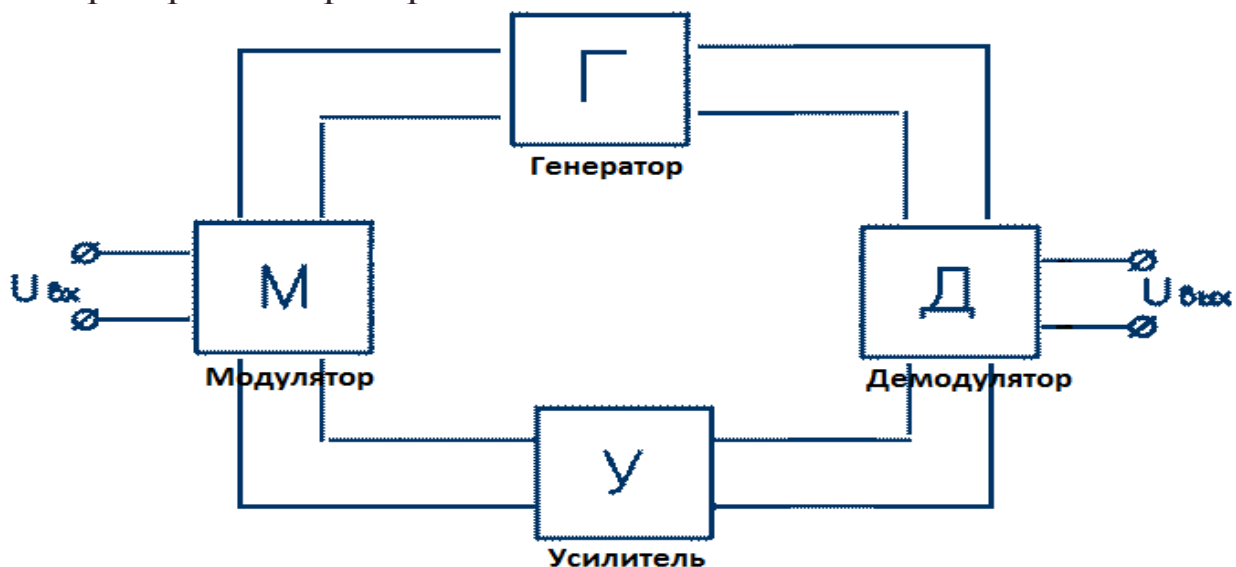 Г
Генератор
U вх
М
Д
U вых
Модулятор
Демодулятор
У
Усилитель